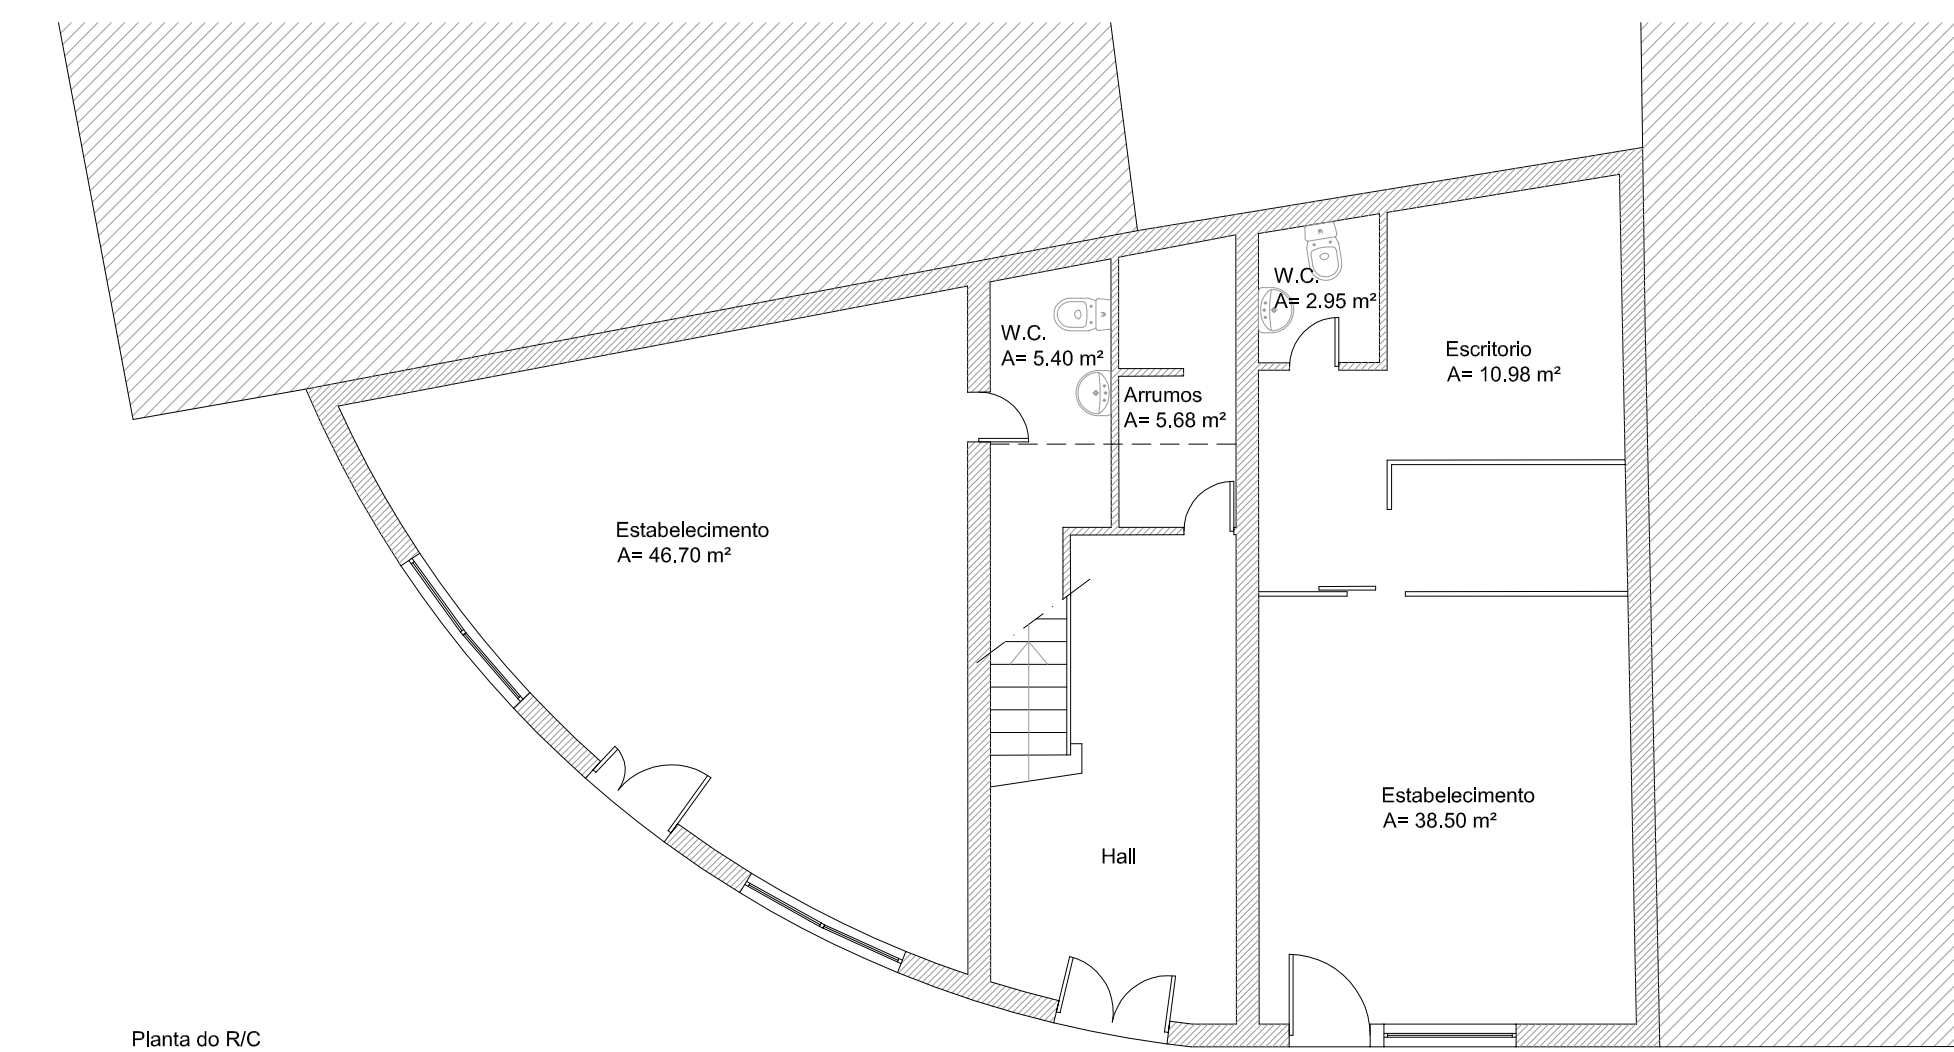 W.C.
A= 2.95 m²
W.C.
A= 5.40 m²
Escritorio
A= 10.98 m²
Arrumos
A= 5.68 m²
Estabelecimento
A= 46.70 m²
Estabelecimento
A= 38.50 m²
Hall
Planta do R/C